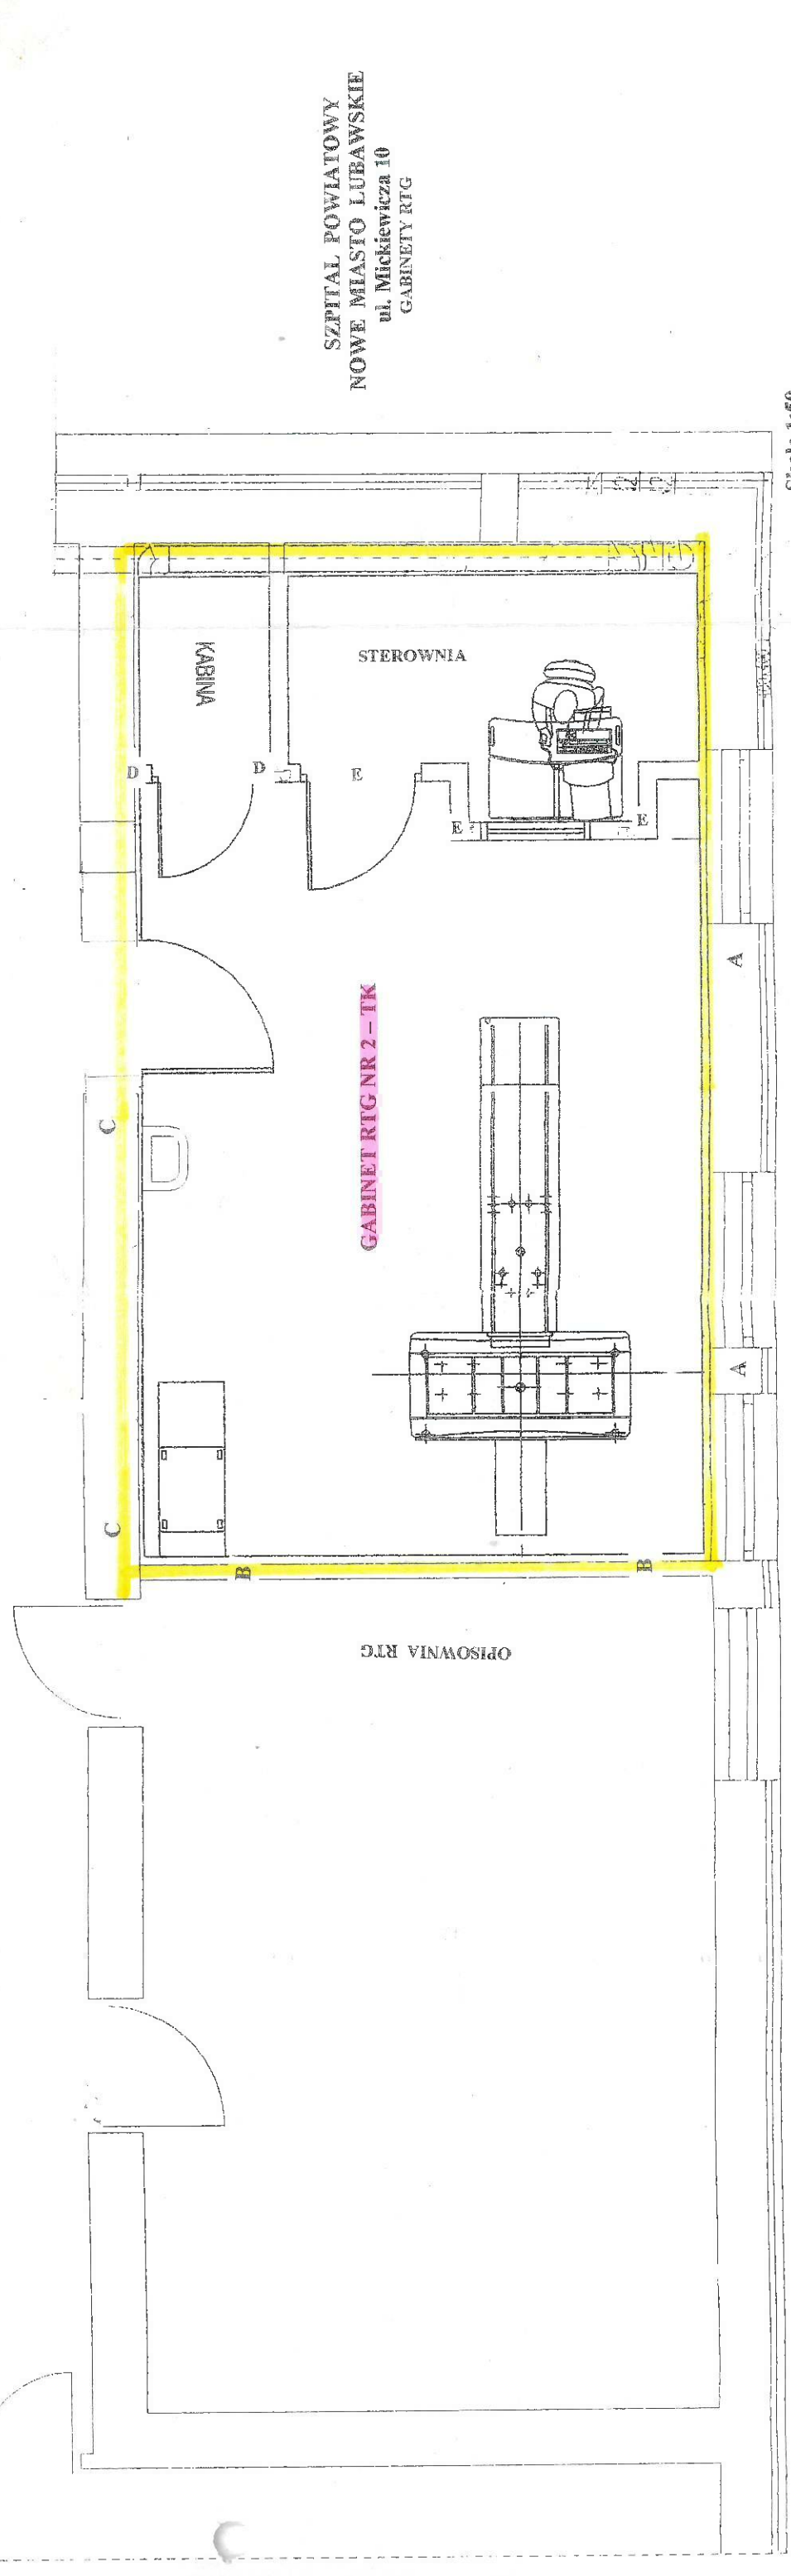 SZPITAL POWIATOWY
NOWE MIASTO LUBAWSKIE
ul. Mickiewicza 10
GABINETY RTG
KABINA
STEROWNIA
D
D
E
E
E
A
GABINET RTG NR 2 – TK
C
A
C
B
B
OPISOWNIA RTG